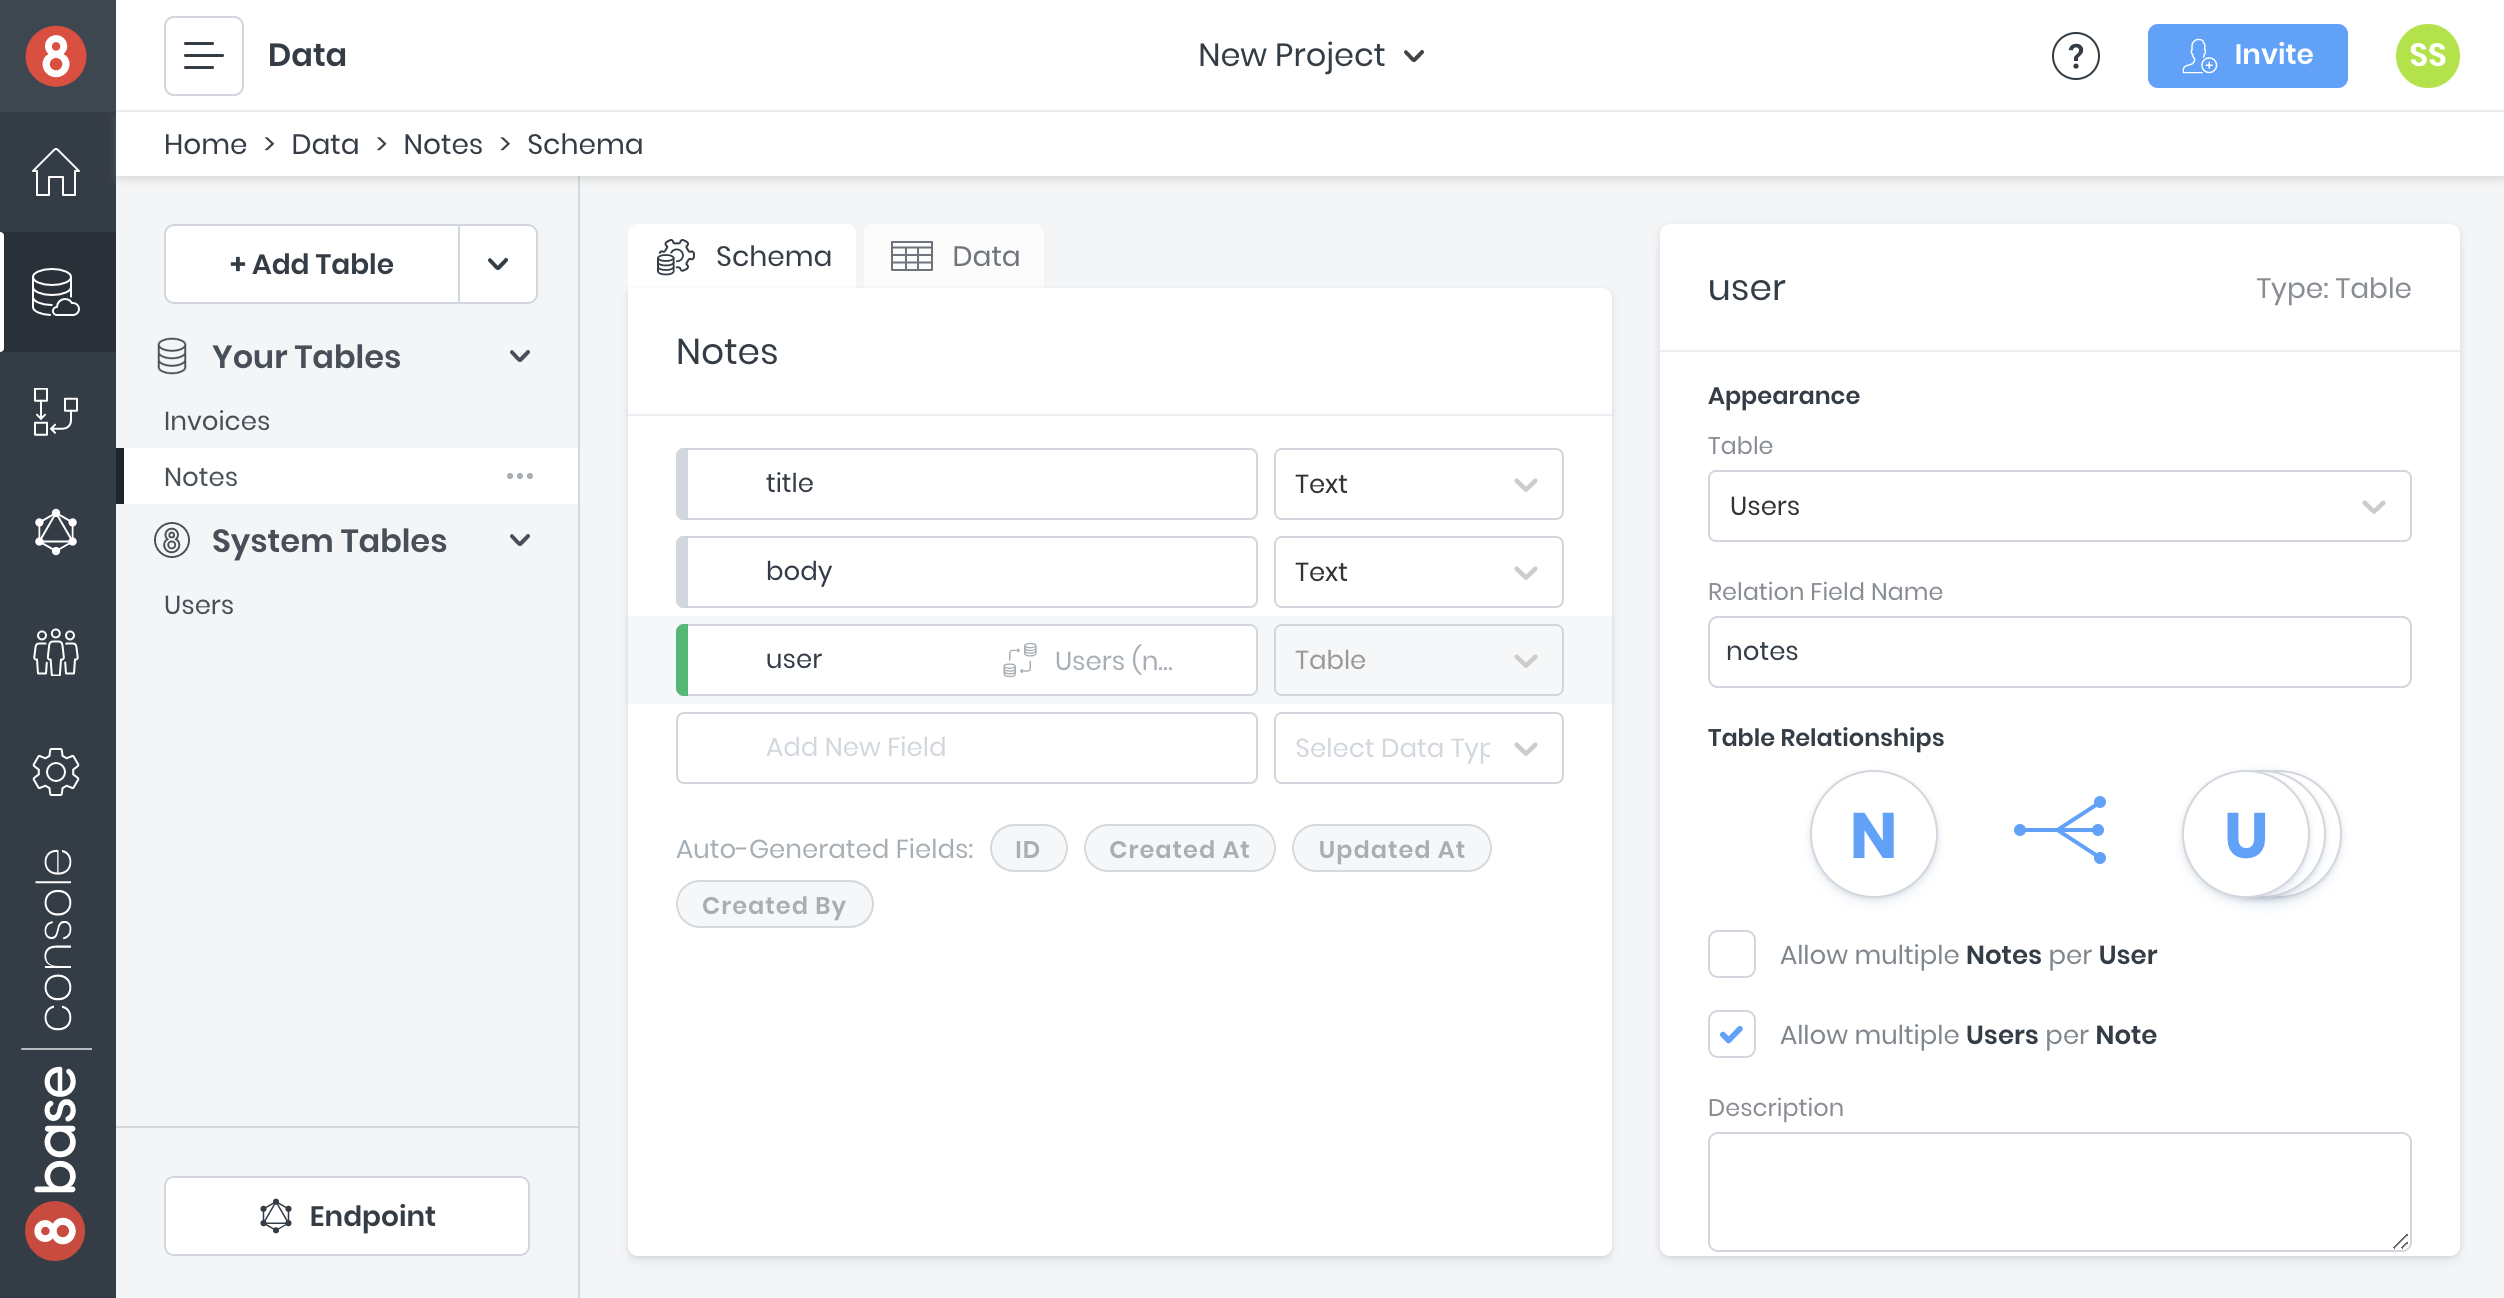 8
Data
New Project
?
Invite
SS
Home > Data > Notes > Schema
+ Add Table
Your Tables
Invoices
Notes
8
System Tables
Users
Endpoint
console
8base
Schema
Data
Notes
title
Text
body
Text
user
Users (n...
Table
Add New Field
Select Data Typ
Auto-Generated Fields:
ID
Created At
Updated At
Created By
user
Type: Table
Appearance
Table
Users
Relation Field Name
notes
Table Relationships
N
U
Allow multiple Notes per User
Allow multiple Users per Note
Description